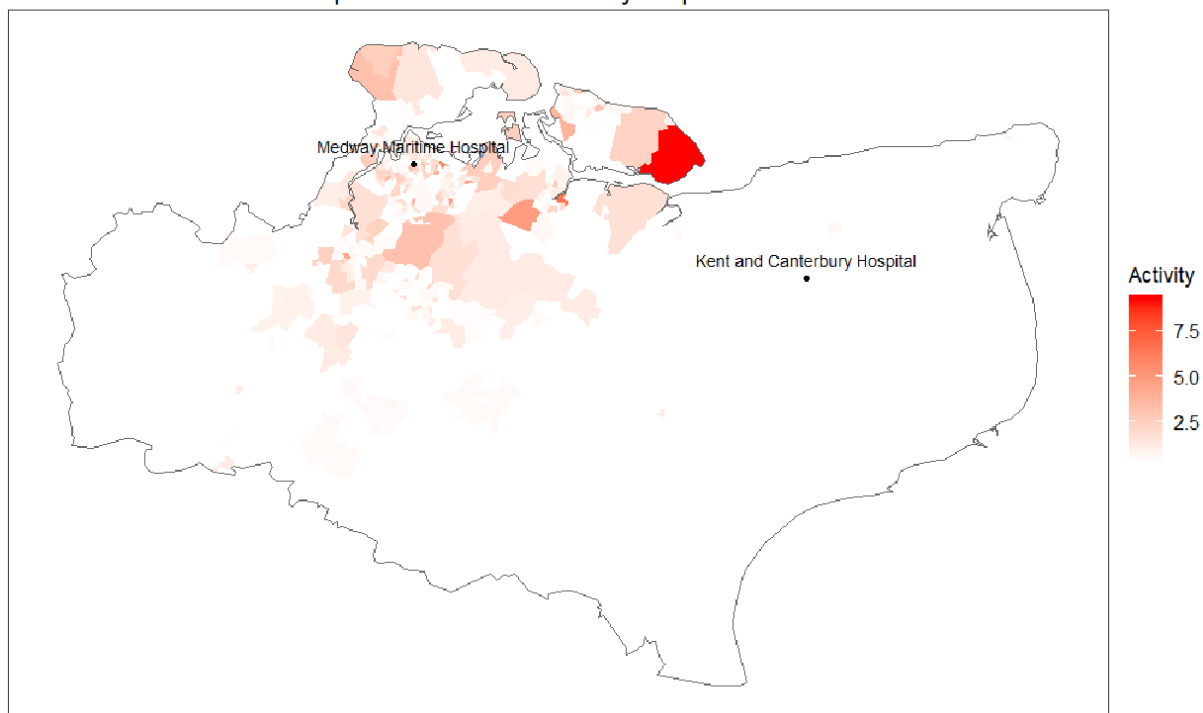 Medway Maritime Hospital
Kent and Canterbury Hospital
Activity
7.5
5.0
2.5